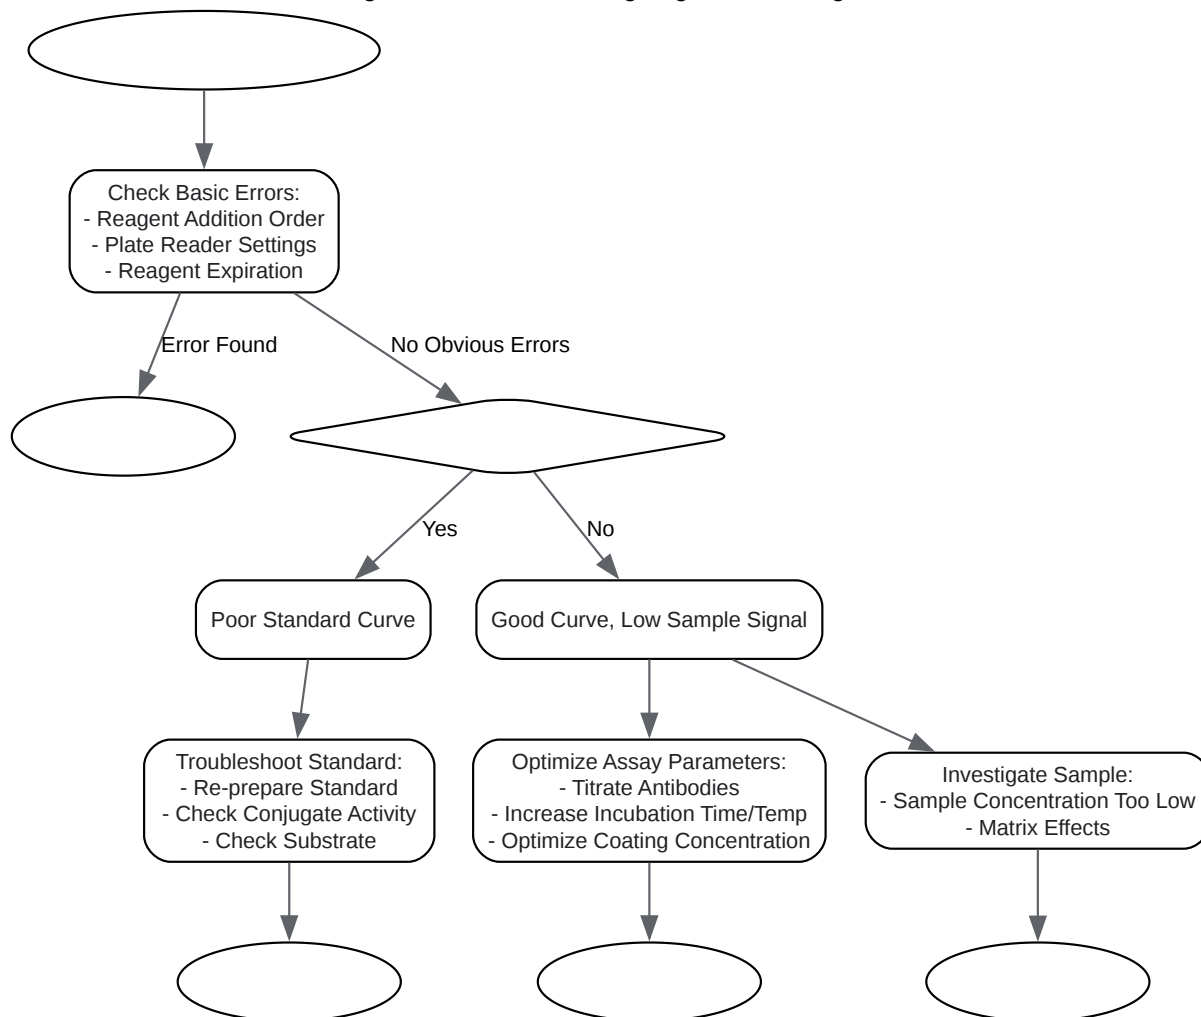 Check Basic Errors:
- Reagent Addition Order
- Plate Reader Settings
- Reagent Expiration
Error Found
No Obvious Errors
Yes
No
Poor Standard Curve
Good Curve, Low Sample Signal
Troubleshoot Standard:
- Re-prepare Standard
- Check Conjugate Activity
- Check Substrate
Optimize Assay Parameters:
- Titrate Antibodies
- Increase Incubation Time/Temp
- Optimize Coating Concentration
Investigate Sample:
- Sample Concentration Too Low
- Matrix Effects